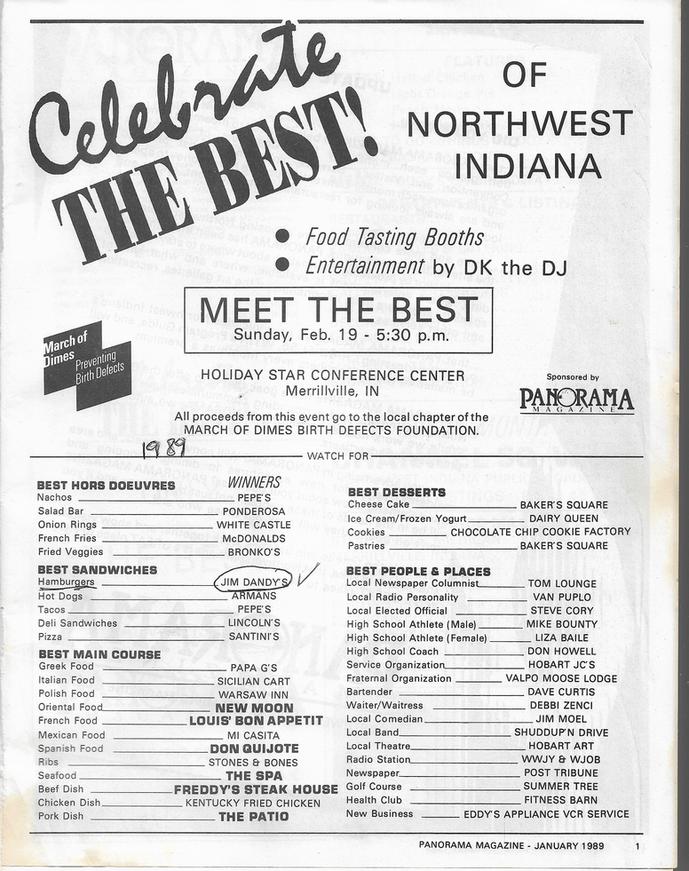 Celebrate
THE BEST!
OF
NORTHWEST
INDIANA
● Food Tasting Booths
● Entertainment by DK the DJ
MEET THE BEST
Sunday, Feb. 19 - 5:30 p.m.
March of
Dimes
Preventing
Birth Defects
HOLIDAY STAR CONFERENCE CENTER
Merrillville, IN
Sponsored by
PANORAMA
MAGAZINE
All proceeds from this event go to the local chapter of the
MARCH OF DIMES BIRTH DEFECTS FOUNDATION.
1989
WATCH FOR
BEST HORS DOEUVRES WINNERS
Nachos PEPE'S
Salad Bar PONDEROSA
Onion Rings WHITE CASTLE
French Fries McDONALDS
Fried Veggies BRONKO'S
BEST SANDWICHES
Hamburgers JIM DANDY'S ✓
Hot Dogs ARMANS
Tacos PEPE'S
Deli Sandwiches LINCOLN'S
Pizza SANTINI'S
BEST MAIN COURSE
Greek Food PAPA G'S
Italian Food SICILIAN CART
Polish Food WARSAW INN
Oriental Food NEW MOON
French Food LOUIS' BON APPETIT
Mexican Food MI CASITA
Spanish Food DON QUIJOTE
Ribs STONES & BONES
Seafood THE SPA
Beef Dish FREDDY'S STEAK HOUSE
Chicken Dish KENTUCKY FRIED CHICKEN
Pork Dish THE PATIO
BEST DESSERTS
Cheese Cake BAKER'S SQUARE
Ice Cream/Frozen Yogurt DAIRY QUEEN
Cookies CHOCOLATE CHIP COOKIE FACTORY
Pastries BAKER'S SQUARE
BEST PEOPLE & PLACES
Local Newspaper Columnist TOM LOUNGE
Local Radio Personality VAN PUPLO
Local Elected Official STEVE CORY
High School Athlete (Male) MIKE BOUNTY
High School Athlete (Female) LIZA BAILE
High School Coach DON HOWELL
Service Organization HOBART JC'S
Fraternal Organization VALPO MOOSE LODGE
Bartender DAVE CURTIS
Waiter/Waitress DEBBI ZENCI
Local Comedian JIM MOEL
Local Band SHUDDUP'N DRIVE
Local Theatre HOBART ART
Radio Station WWJY & WJOB
Newspaper POST TRIBUNE
Golf Course SUMMER TREE
Health Club FITNESS BARN
New Business EDDY'S APPLIANCE VCR SERVICE
PANORAMA MAGAZINE - JANUARY 1989 1